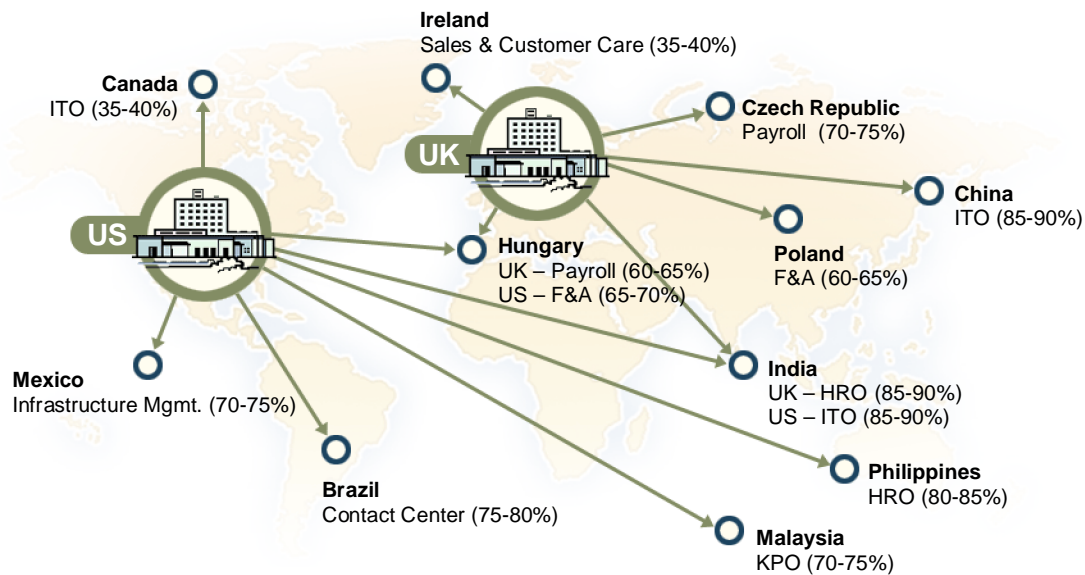 Ireland
Sales & Customer Care (35-40%)
Canada
ITO (35-40%)
Czech Republic
Payroll (70-75%)
UK
China
ITO (85-90%)
US
Hungary
UK – Payroll (60-65%)
US – F&A (65-70%)
Poland
F&A (60-65%)
Mexico
Infrastructure Mgmt. (70-75%)
India
UK – HRO (85-90%)
US – ITO (85-90%)
Brazil
Contact Center (75-80%)
Philippines
HRO (80-85%)
Malaysia
KPO (70-75%)